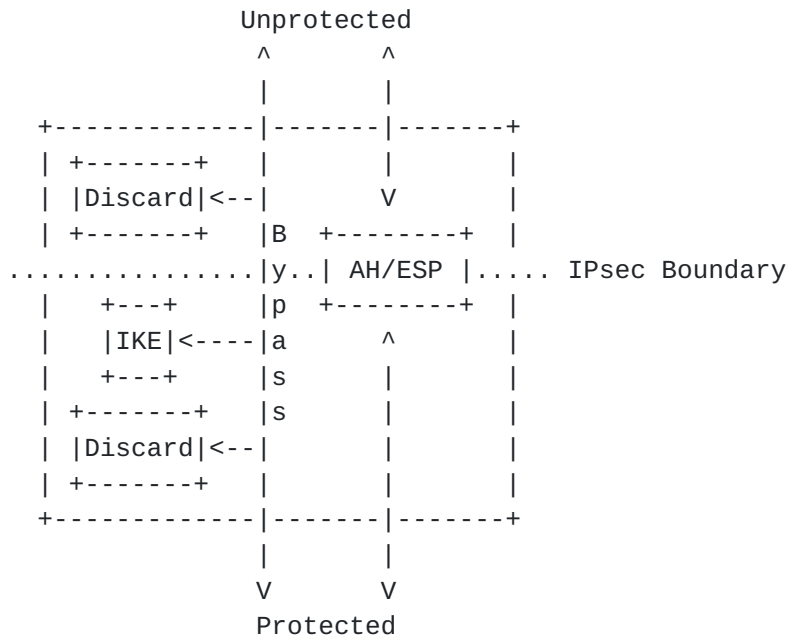 Unprotected
                         ^       ^
                         |       |
           +-------------|-------|-------+
           | +-------+   |       |       |
           | |Discard|<--|       V       |
           | +-------+   |B  +--------+  |
         ................|y..| AH/ESP |..... IPsec Boundary
           |   +---+     |p  +--------+  |
           |   |IKE|<----|a      ^       |
           |   +---+     |s      |       |
           | +-------+   |s      |       |
           | |Discard|<--|       |       |
           | +-------+   |       |       |
           +-------------|-------|-------+
                         |       |
                         V       V
                         Protected